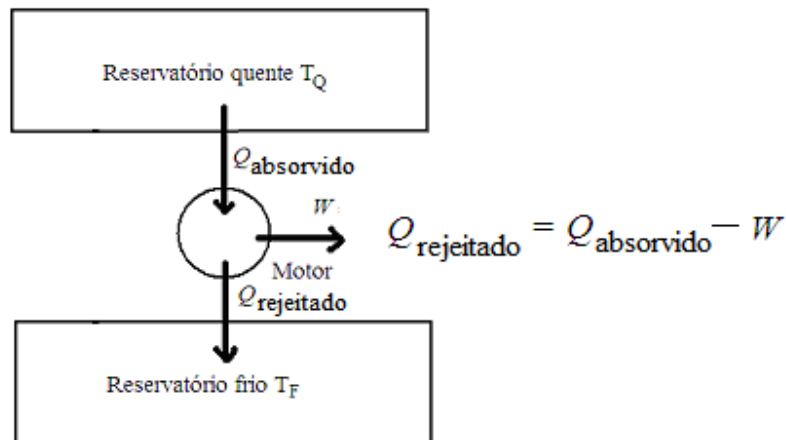 Reservatório quente T_Q
Q_absorvido
W
Q_rejeitado = Q_absorvido − W
Motor
Q_rejeitado
Reservatório frio T_F